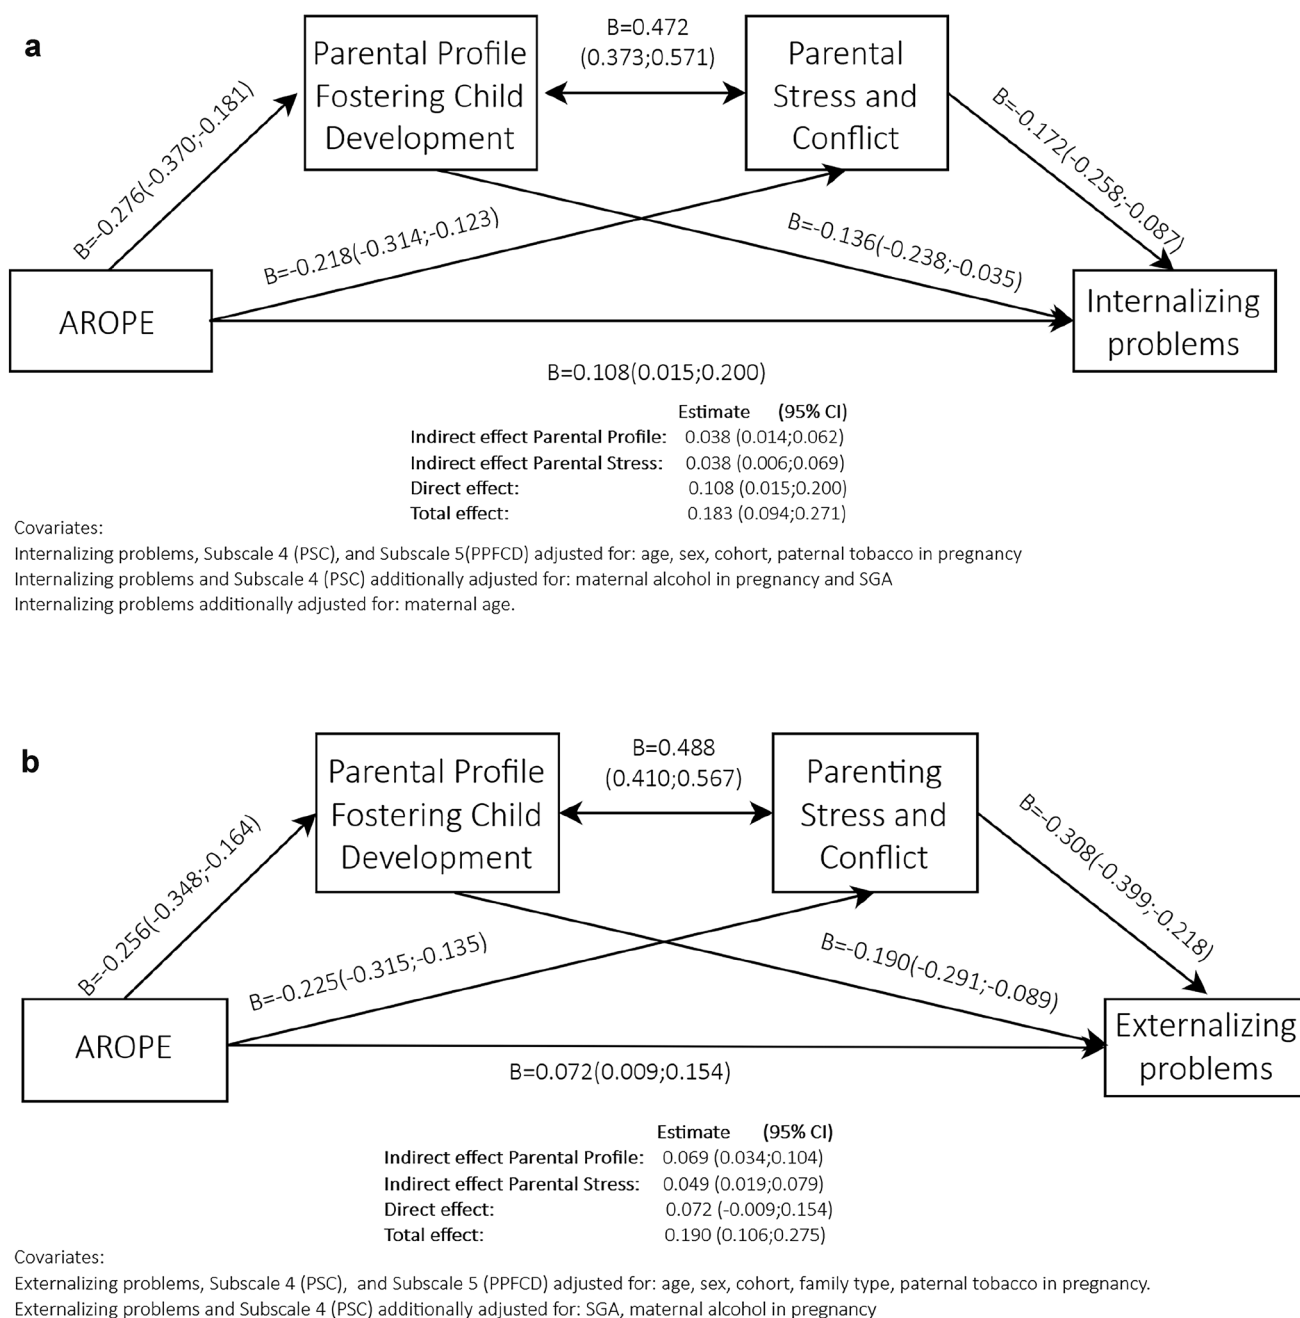 a
Parental Profile
Fostering Child
Development
B=0.472
(0.373;0.571)
Parental
Stress and
Conflict
B=-0.276(-0.370;-0.181)
B=-0.218(-0.314;-0.123)
B=-0.136(-0.238;-0.035)
B=-0.172(-0.258;-0.087)
AROPE
Internalizing
problems
B=0.108(0.015;0.200)
Estimate (95% CI)
Indirect effect Parental Profile: 0.038 (0.014;0.062)
Indirect effect Parental Stress: 0.038 (0.006;0.069)
Direct effect: 0.108 (0.015;0.200)
Total effect: 0.183 (0.094;0.271)
Covariates:
Internalizing problems, Subscale 4 (PSC), and Subscale 5(PPFCD) adjusted for: age, sex, cohort, paternal tobacco in pregnancy
Internalizing problems and Subscale 4 (PSC) additionally adjusted for: maternal alcohol in pregnancy and SGA
Internalizing problems additionally adjusted for: maternal age.
b
Parental Profile
Fostering Child
Development
B=0.488
(0.410;0.567)
Parenting
Stress and
Conflict
B=-0.256(-0.348;-0.164)
B=-0.225(-0.315;-0.135)
B=-0.190(-0.291;-0.089)
B=-0.308(-0.399;-0.218)
AROPE
Externalizing
problems
B=0.072(0.009;0.154)
Estimate (95% CI)
Indirect effect Parental Profile: 0.069 (0.034;0.104)
Indirect effect Parental Stress: 0.049 (0.019;0.079)
Direct effect: 0.072 (-0.009;0.154)
Total effect: 0.190 (0.106;0.275)
Covariates:
Externalizing problems, Subscale 4 (PSC), and Subscale 5 (PPFCD) adjusted for: age, sex, cohort, family type, paternal tobacco in pregnancy.
Externalizing problems and Subscale 4 (PSC) additionally adjusted for: SGA, maternal alcohol in pregnancy